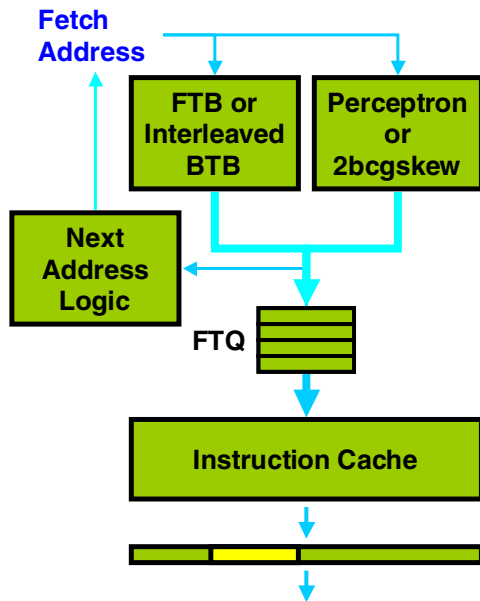 Fetch
Address
FTB or
Interleaved
BTB
Perceptron
or
2bcgskew
Next
Address
Logic
FTQ
Instruction Cache